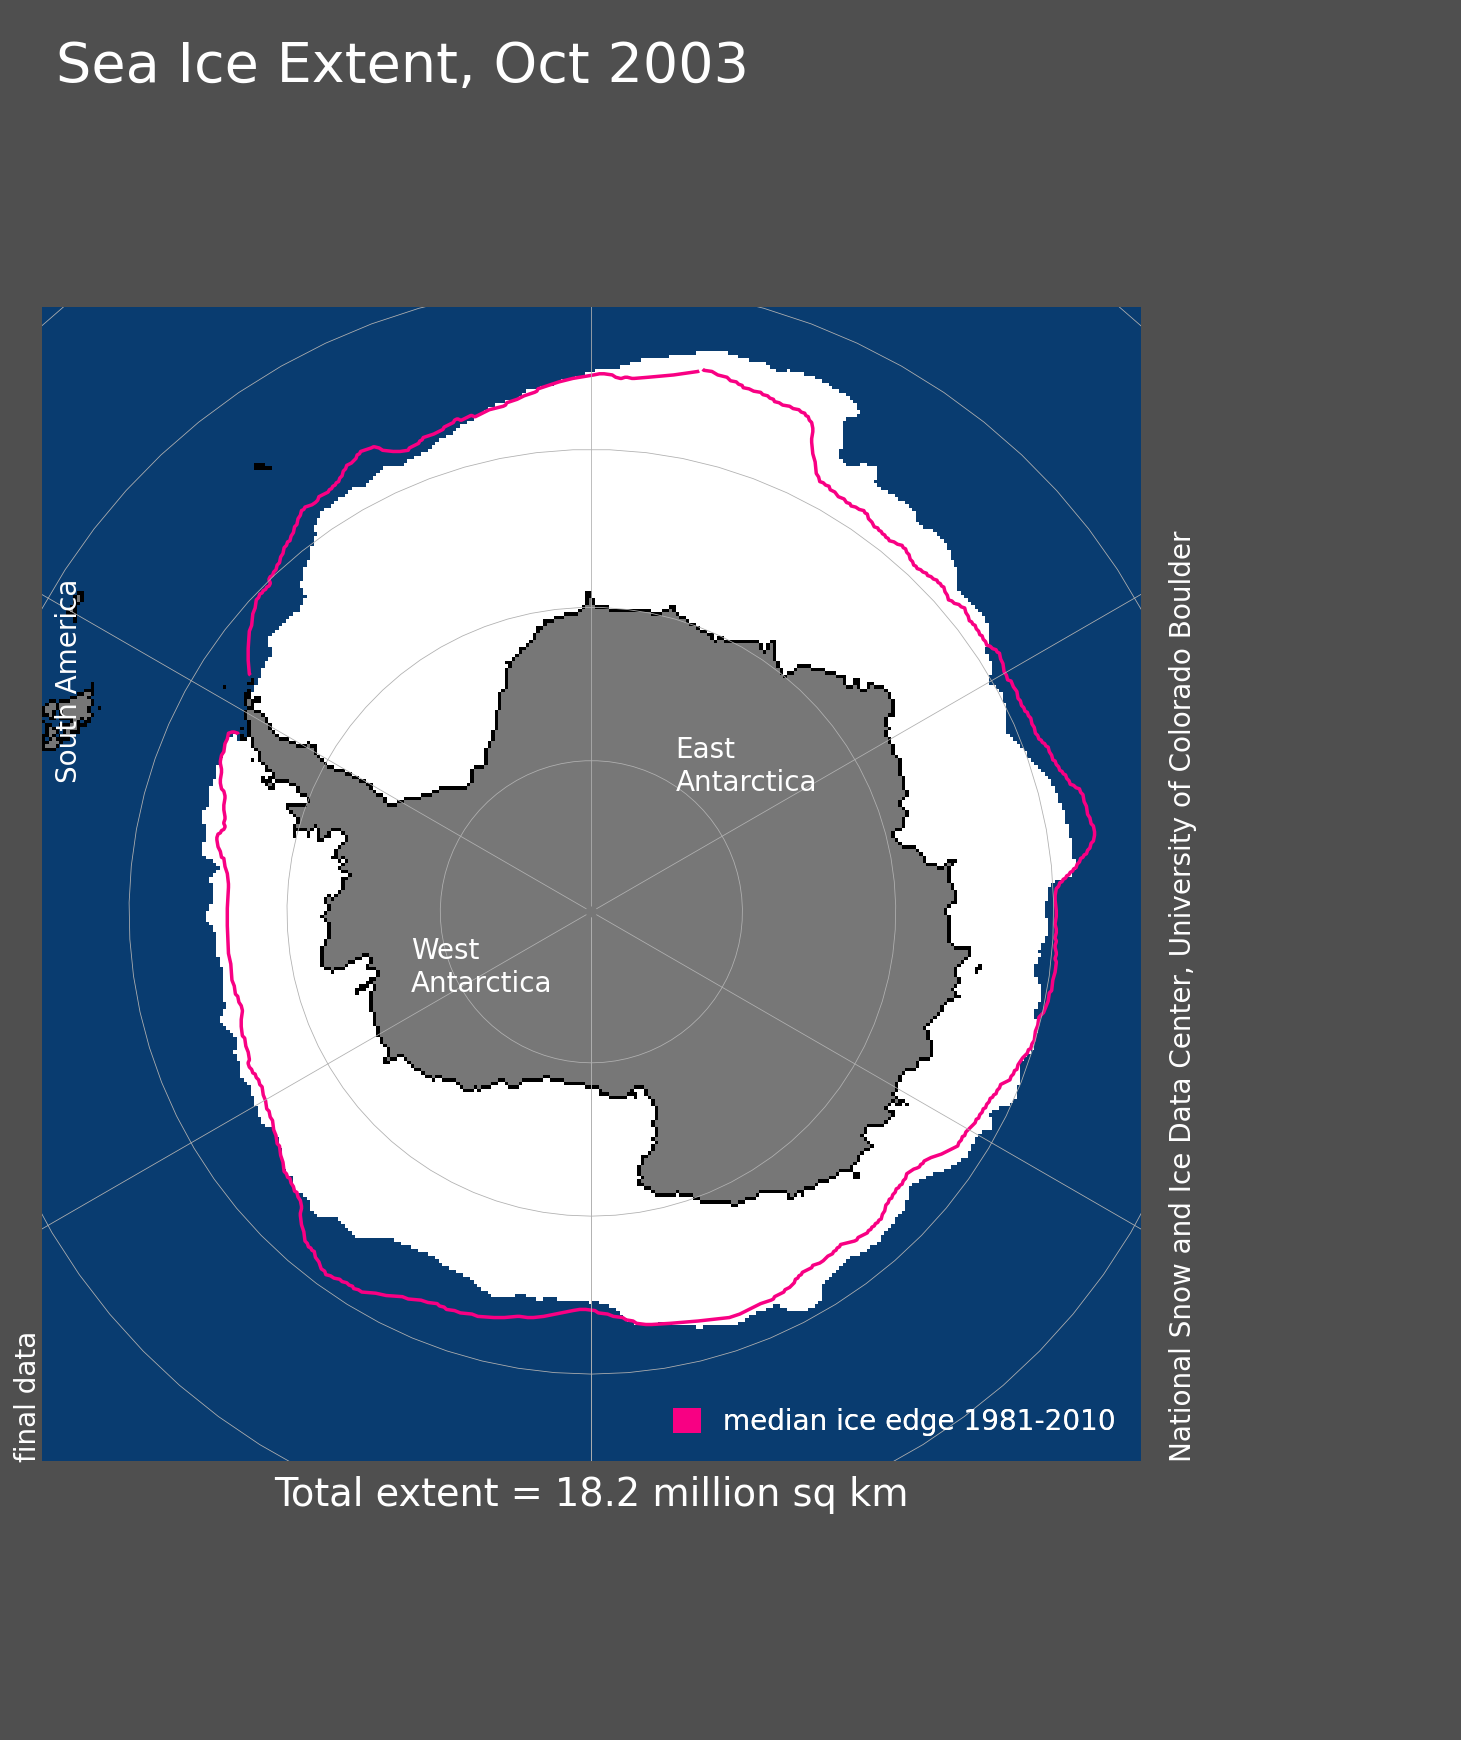 Sea Ice Extent, Oct 2003
South America
East
Antarctica
West
Antarctica
median ice edge 1981-2010
final data
National Snow and Ice Data Center, University of Colorado Boulder
Total extent = 18.2 million sq km